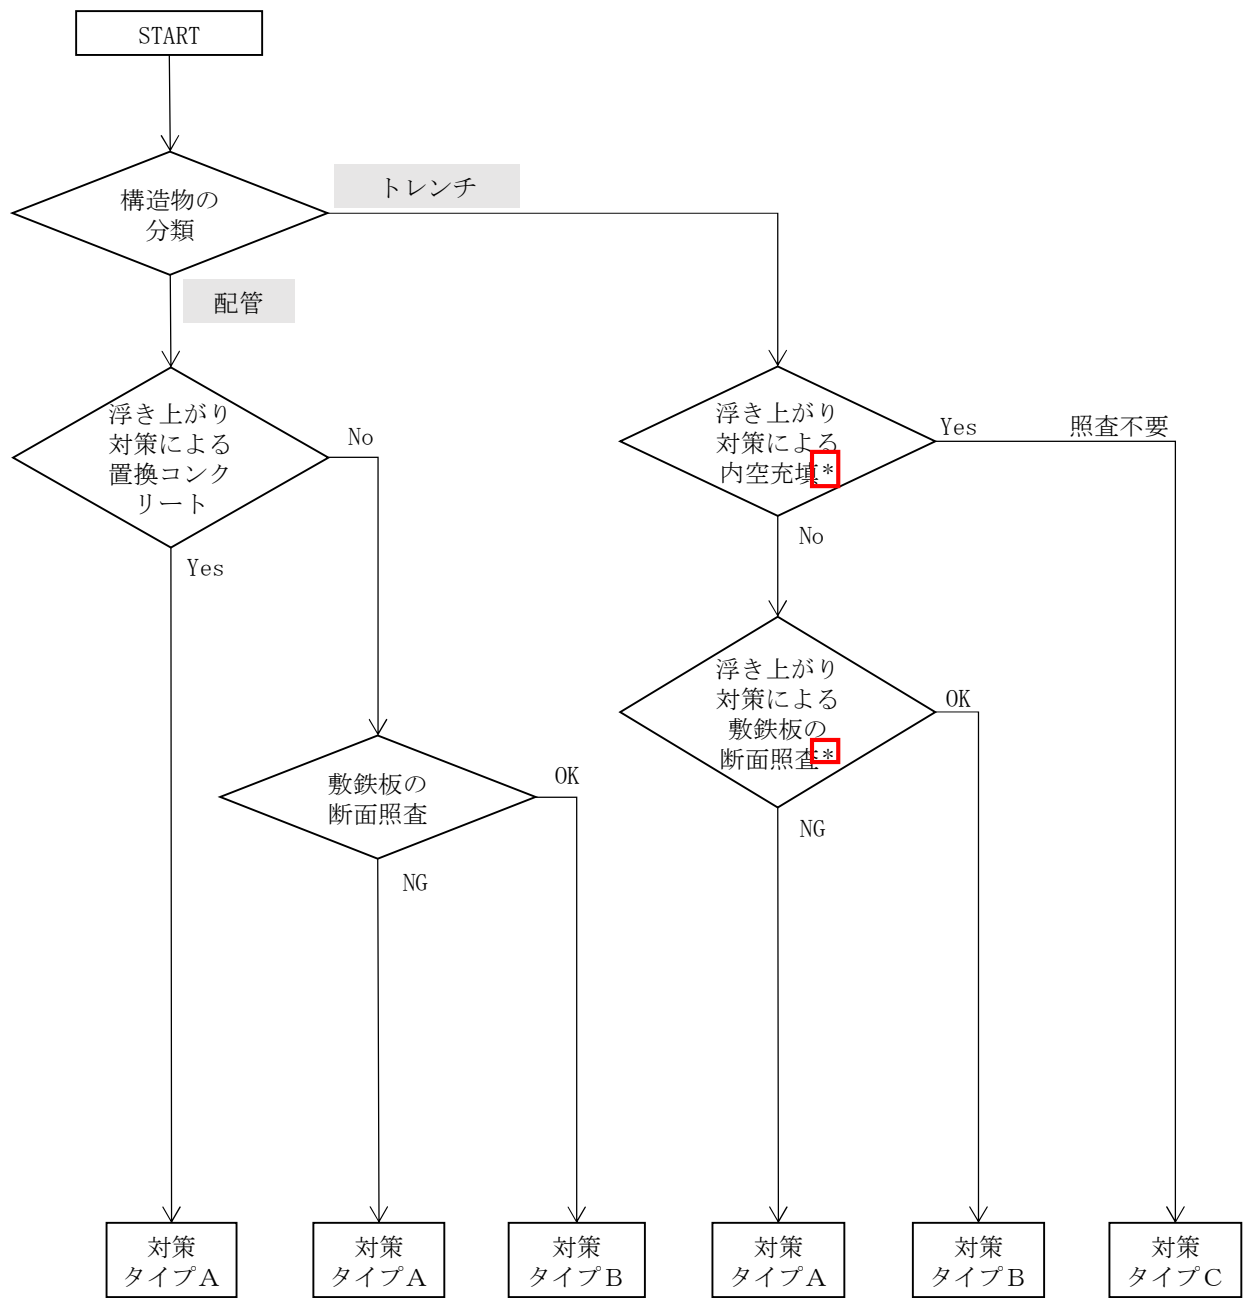 START
構造物の
分類
トレンチ
配管
浮き上がり
対策による
置換コンク
リート
No
Yes
敷鉄板の
断面照査
OK
NG
浮き上がり
対策による
内空充填*
Yes
照査不要
No
浮き上がり
対策による
敷鉄板の
断面照査*
OK
NG
対策
タイプA
対策
タイプA
対策
タイプB
対策
タイプA
対策
タイプB
対策
タイプC